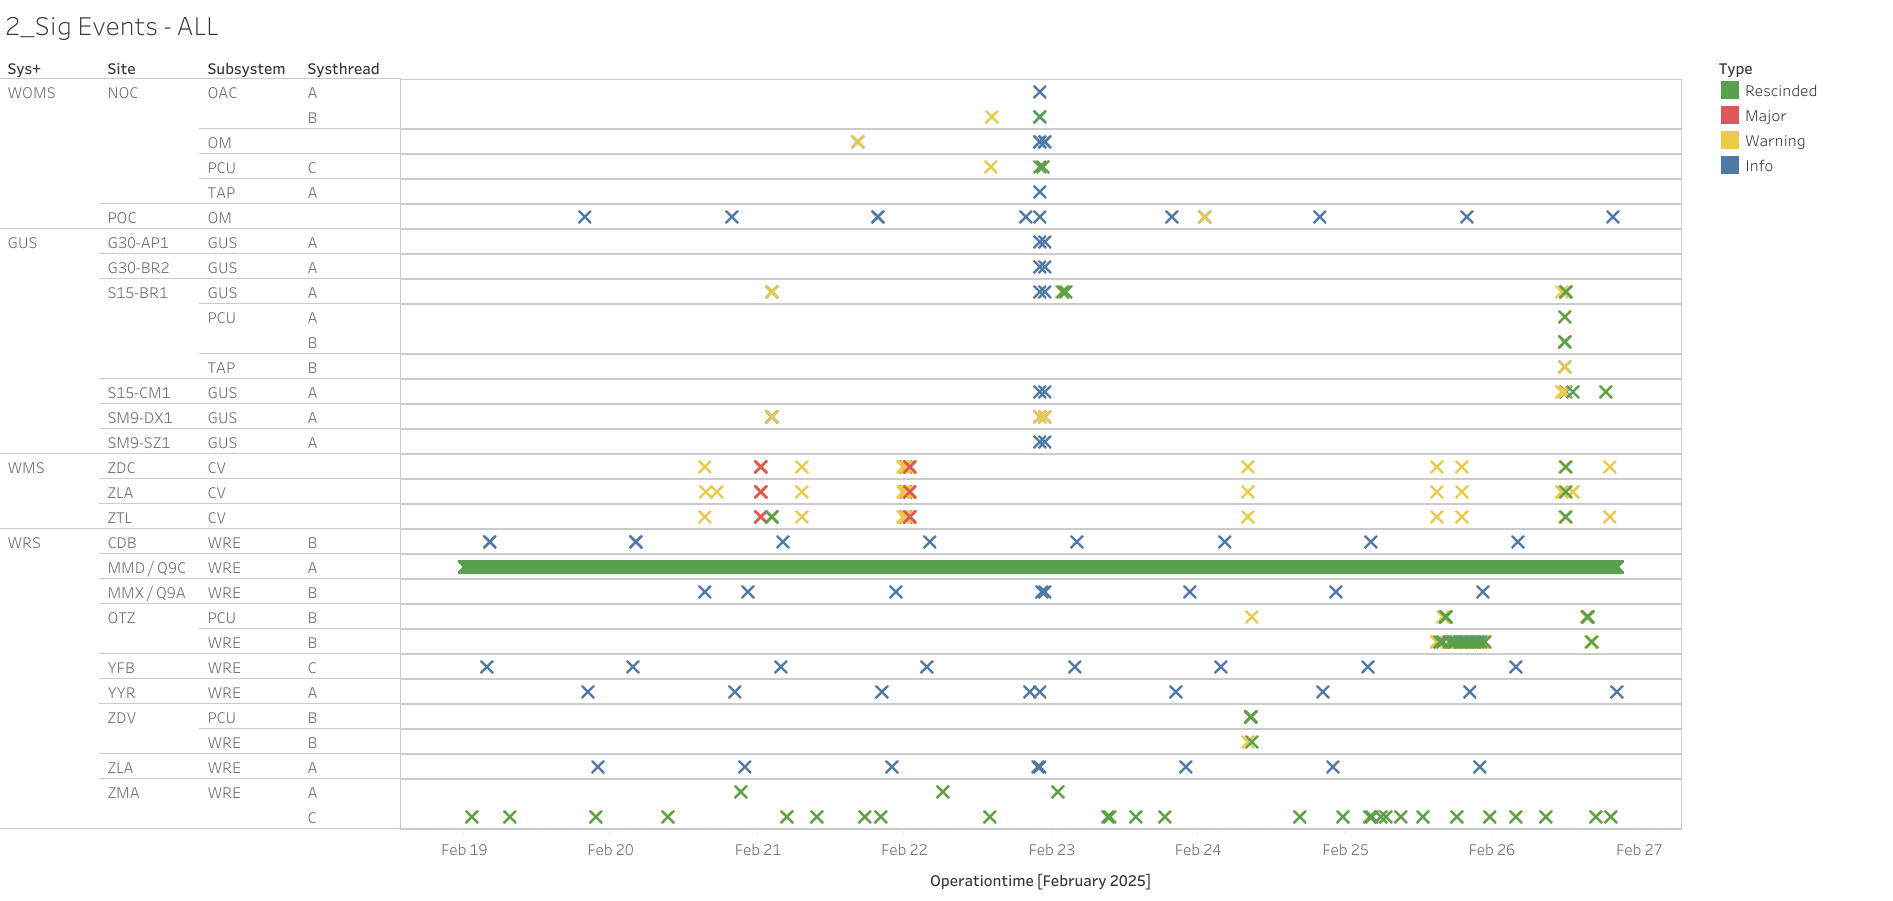 2_Sig Events - ALL
Sys+ Site Subsystem Systhread
Type
Rescinded
Major
Warning
Info
WOMS NOC OAC A
B
OM
PCU C
TAP A
POC OM
GUS G30-AP1 GUS A
G30-BR2 GUS A
S15-BR1 GUS A
PCU A
B
TAP B
S15-CM1 GUS A
SM9-DX1 GUS A
SM9-SZ1 GUS A
WMS ZDC CV
ZLA CV
ZTL CV
WRS CDB WRE B
MMD / Q9C WRE A
MMX / Q9A WRE B
OTZ PCU B
WRE B
YFB WRE C
YYR WRE A
ZDV PCU B
WRE B
ZLA WRE A
ZMA WRE A
C
Feb 19 Feb 20 Feb 21 Feb 22 Feb 23 Feb 24 Feb 25 Feb 26 Feb 27
Operationtime [February 2025]